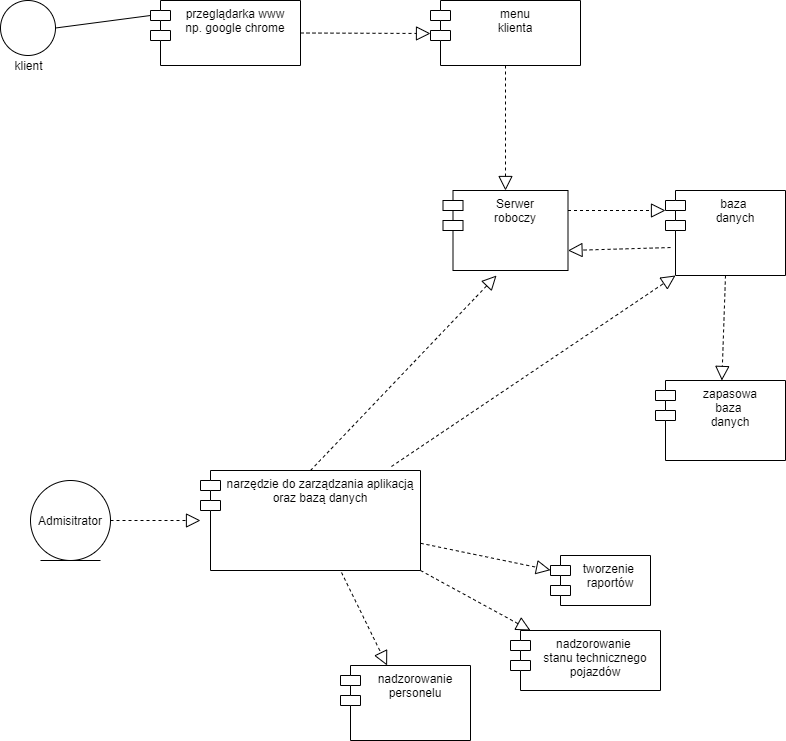 przeglądarka www
np. google chrome
menu
klienta
klient
Serwer
roboczy
baza
danych
zapasowa
baza
danych
narzędzie do zarządzania aplikacją
oraz bazą danych
Admisitrator
tworzenie
raportów
nadzorowanie
stanu technicznego
pojazdów
nadzorowanie
personelu